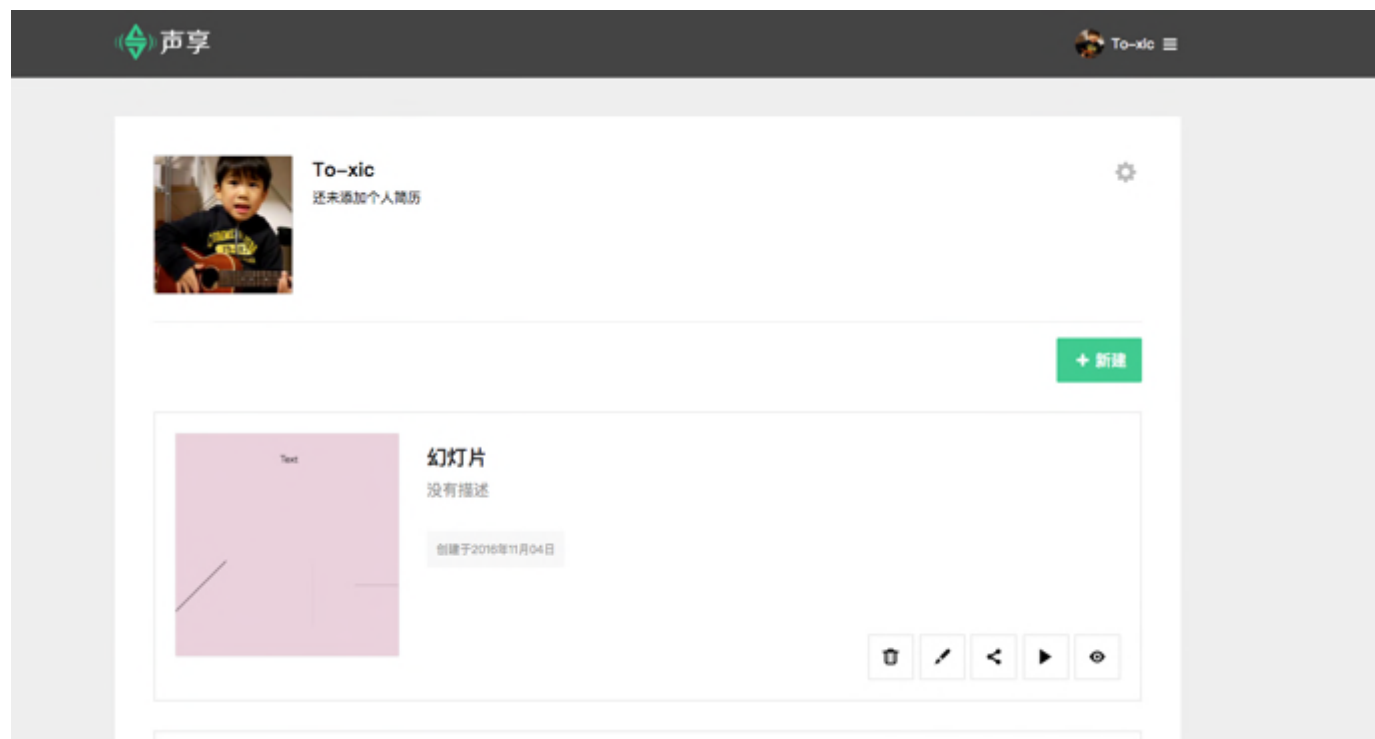 声享
To-xic
To-xic
还未添加个人简历
+ 新建
Text
幻灯片
没有描述
创建于2016年11月04日